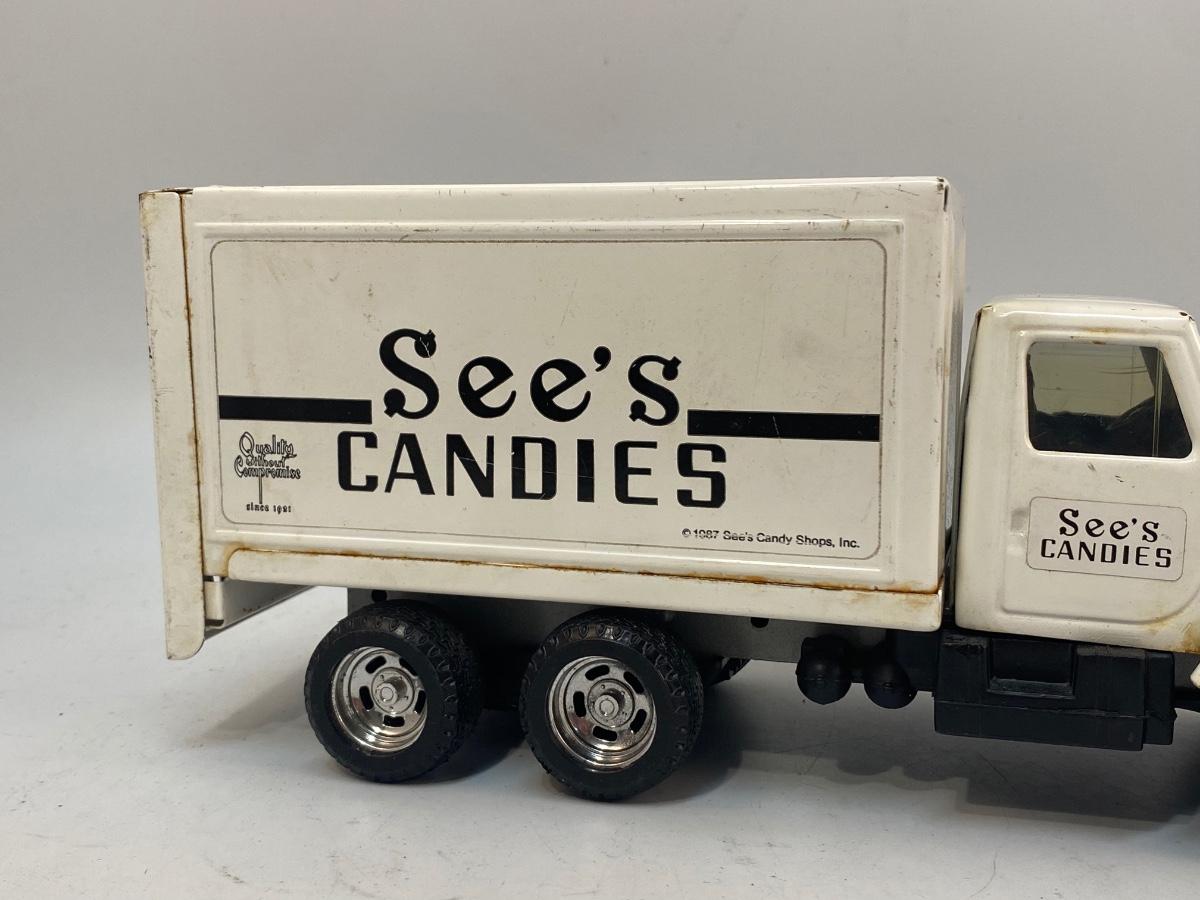 See's
CANDIES
Quality
without
Compromise
since 1921
© 1987 See's Candy Shops, Inc.
See's
CANDIES